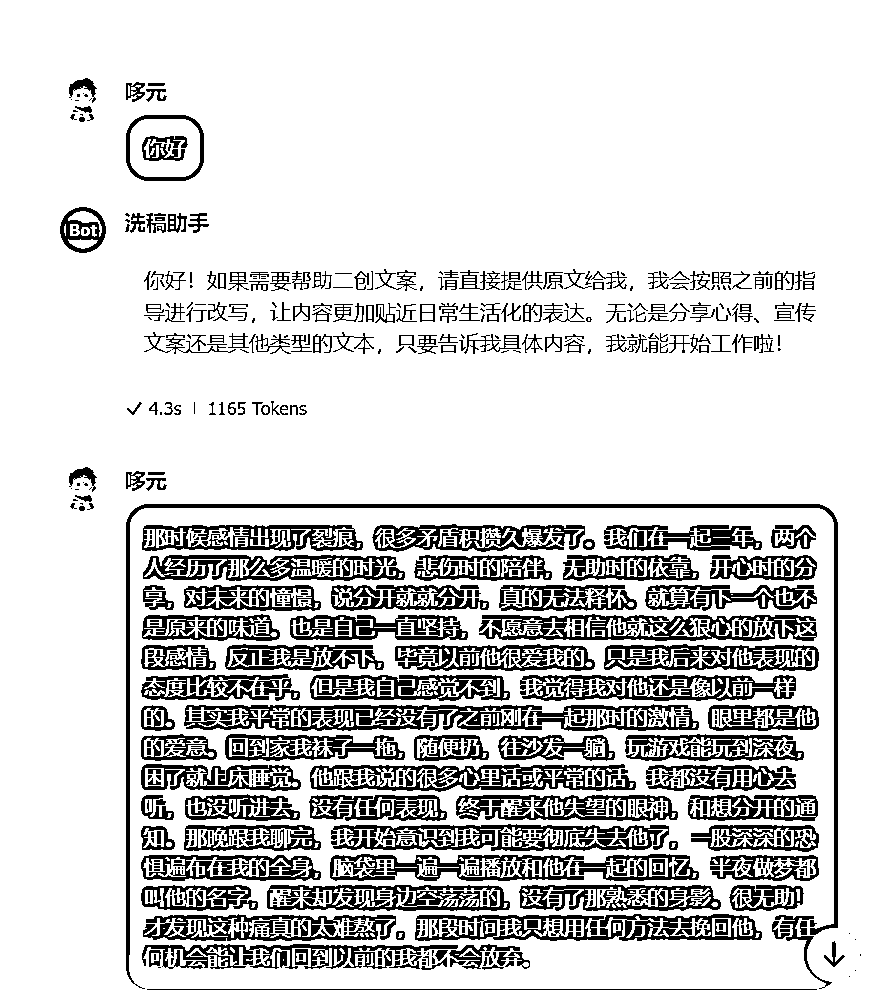 哆元
你好
Bot
洗稿助手
你好！如果需要帮助二创文案，请直接提供原文给我，我会按照之前的指
导进行改写，让内容更加贴近日常生活化的表达。无论是分享心得、宣传
文案还是其他类型的文本，只要告诉我具体内容，我就能开始工作啦！
4.3s | 1165 Tokens
哆元
那时候感情出现了裂痕，很多矛盾积攒久爆发了。我们在一起三年，两个
人经历了那么多温暖的时光，悲伤时的陪伴，无助时的依靠，开心时的分
享，对未来的憧憬，说分开就就分开，真的无法释怀。就算有下一个也不
是原来的味道。也是自己一直坚持，不愿意去相信他就这么狠心的放下这
段感情，反正我是放不下，毕竟以前他很爱我的。只是我后来对他表现的
态度比较不在乎，但是我自己感觉不到，我觉得我对他还是像以前一样
的。其实我平常的表现已经没有了之前刚在一起那时的激情，眼里都是他
的爱意。回到家我袜子一拖，随便扔，往沙发一躺，玩游戏能玩到深夜，
困了就上床睡觉。他跟我说的很多心里话或平常的话，我都没有用心去
听，也没听进去，没有任何表现，终于醒来他失望的眼神，和想分开的通
知。那晚跟我聊完，我开始意识到我可能要彻底失去他了，一股深深的恐
惧遍布在我的全身，脑袋里一遍一遍播放和他在一起的回忆，半夜做梦都
叫他的名字，醒来却发现身边空荡荡的，没有了那熟悉的身影。很无助！
才发现这种痛真的太难熬了，那段时间我只想用任何方法去挽回他，有任
何机会能让我们回到以前的我都不会放弃。